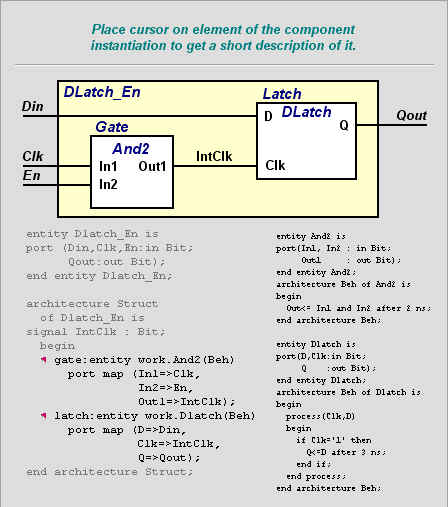 Place cursor on element of the component
instantiation to get a short description of it.
DLatch_En
Latch
Din
D
DLatch
Q
Qout
Gate
And2
Clk
In1
Out1
IntClk
Clk
En
In2
entity Dlatch_En is
port (Din,Clk,En:in Bit;
Qout:out Bit);
end entity Dlatch_En;
architecture Struct
of Dlatch_En is
signal IntClk : Bit;
begin
gate:entity work.And2(Beh)
port map (In1=>Clk,
In2=>En,
Out1=>IntClk);
latch:entity work.Dlatch(Beh)
port map (D=>Din,
Clk=>IntClk,
Q=>Qout);
end architecture Struct;
entity And2 is
port(In1, In2 : in Bit;
Out1 : out Bit);
end entity And2;
architecture Beh of And2 is
begin
Out<= In1 and In2 after 2 ns;
end architecture Beh;
entity Dlatch is
port(D,Clk:in Bit;
Q :out Bit);
end entity Dlatch;
architecture Beh of Dlatch is
begin
process(Clk,D)
begin
if Clk='1' then
Q<=D after 3 ns;
end if;
end process;
end architecture Beh;